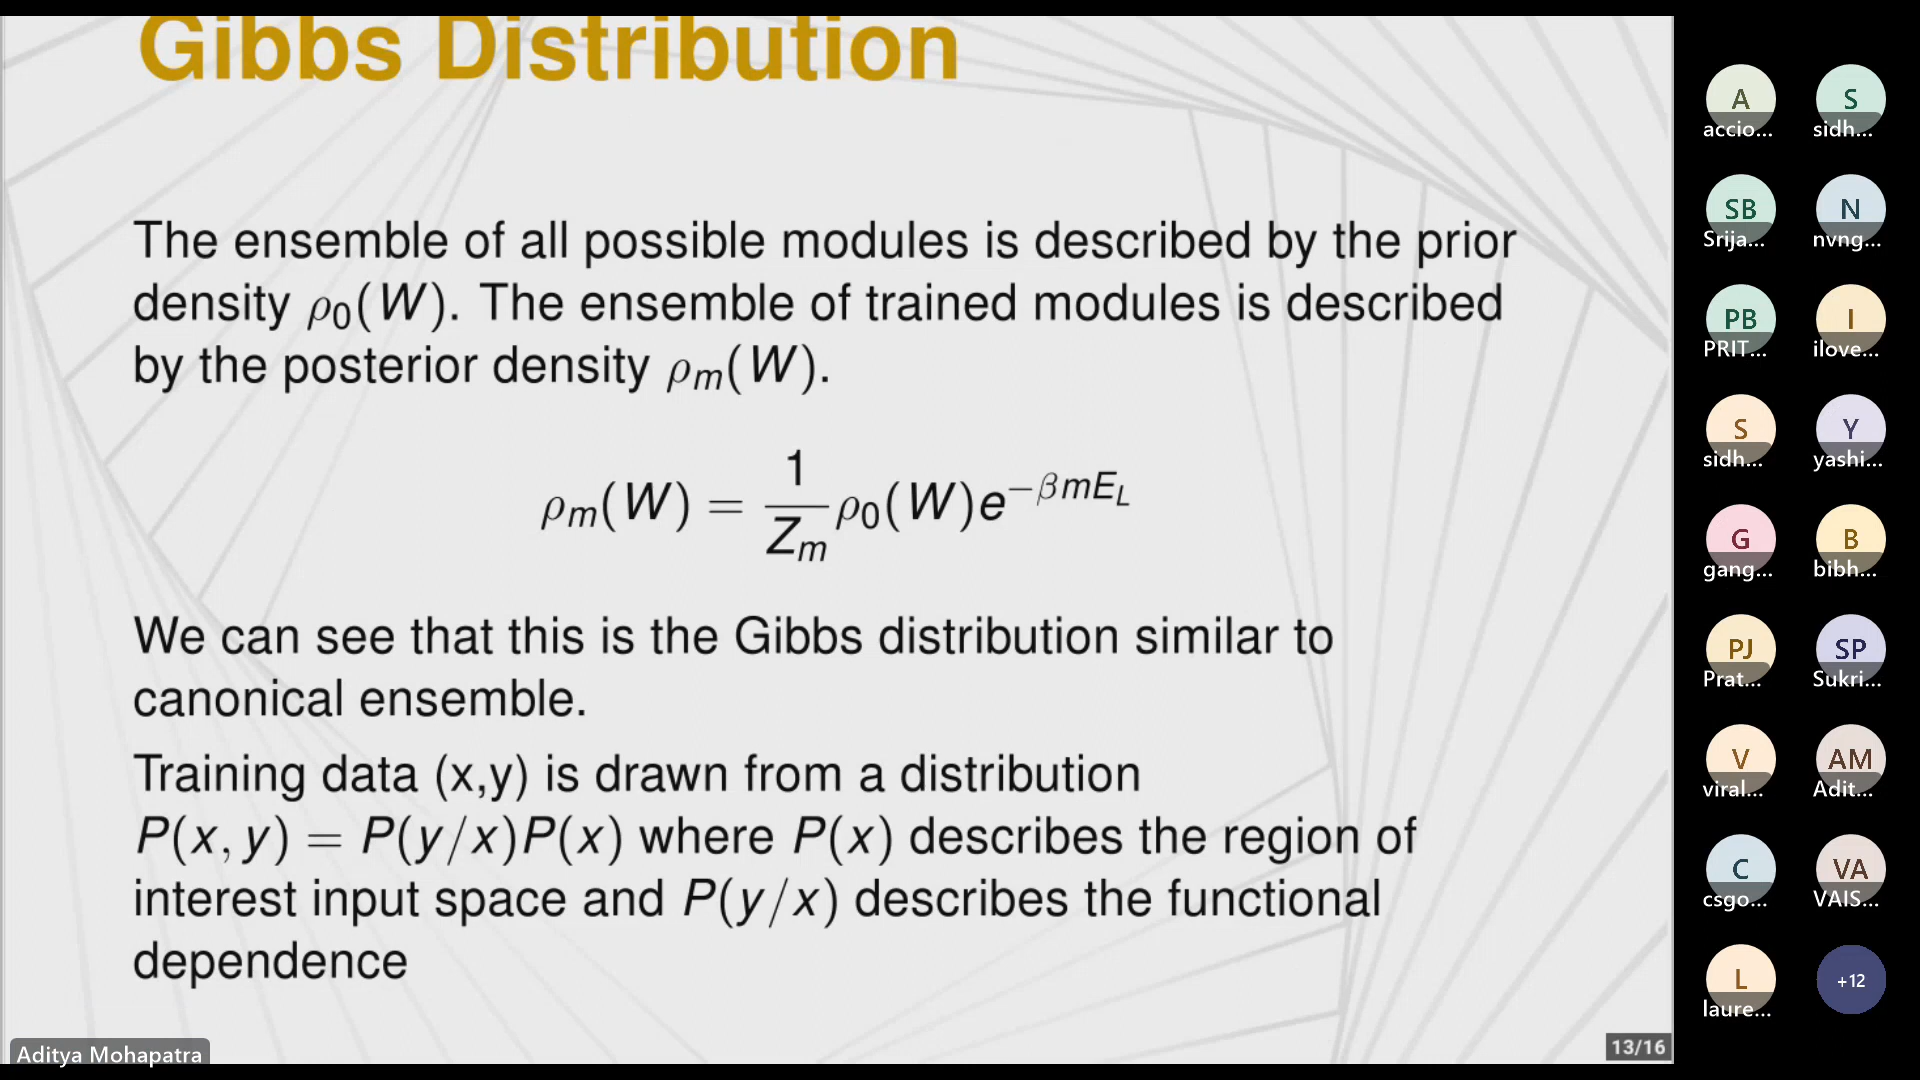 Gibbs Distribution
The ensemble of all possible modules is described by the prior
density ρ₀(W). The ensemble of trained modules is described
by the posterior density ρₘ(W).
ρₘ(W) = 1/Zₘ ρ₀(W)e^{−βmE_L}
We can see that this is the Gibbs distribution similar to
canonical ensemble.
Training data (x,y) is drawn from a distribution
P(x, y) = P(y/x)P(x) where P(x) describes the region of
interest input space and P(y/x) describes the functional
dependence
Aditya Mohapatra
13/16
A
accio...
S
sidh...
SB
Srija...
N
nvng...
PB
PRIT...
I
ilove...
S
sidh...
Y
yashi...
G
gang...
B
bibh...
PJ
Prat...
SP
Sukri...
V
viral...
AM
Adit...
C
csgo...
VA
VAIS...
L
laure...
+12